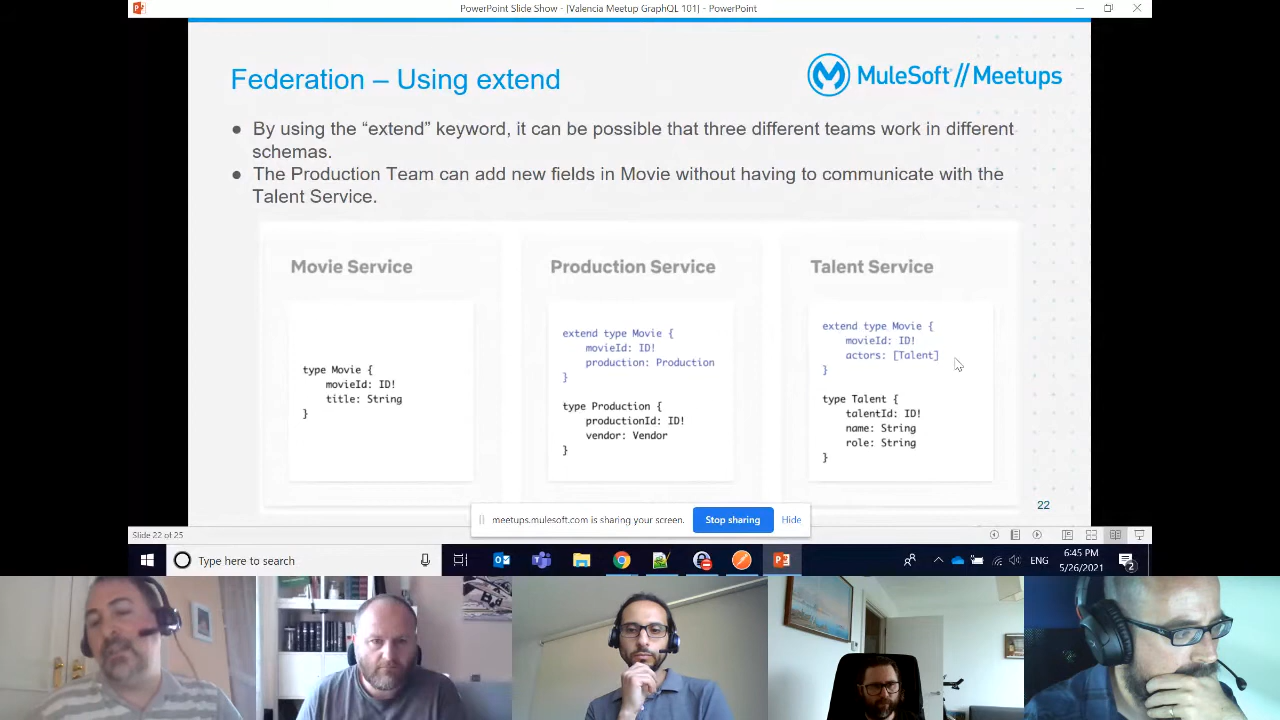 PowerPoint Slide Show - [Valencia Meetup GraphQL 101] - PowerPoint
Federation – Using extend
MuleSoft // Meetups
● By using the “extend” keyword, it can be possible that three different teams work in different
schemas.
● The Production Team can add new fields in Movie without having to communicate with the
Talent Service.
Movie Service
type Movie {
movieId: ID!
title: String
}
Production Service
extend type Movie {
movieId: ID!
production: Production
}
type Production {
productionId: ID!
vendor: Vendor
}
Talent Service
extend type Movie {
movieId: ID!
actors: [Talent]
}
type Talent {
talentId: ID!
name: String
role: String
}
22
meetups.mulesoft.com is sharing your screen.
Stop sharing
Hide
Slide 22 of 25
Type here to search
ENG
6:45 PM
5/26/2021
2